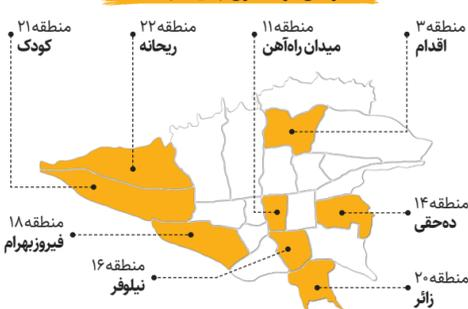 منطقه۳
اقدام
منطقه۱۱
میدان راه‌آهن
منطقه۲۲
ریحانه
منطقه۲۱
کودک
منطقه۱۴
ده‌حقی
منطقه۱۸
فیروزبهرام
منطقه۱۶
نیلوفر
منطقه۲۰
زائر